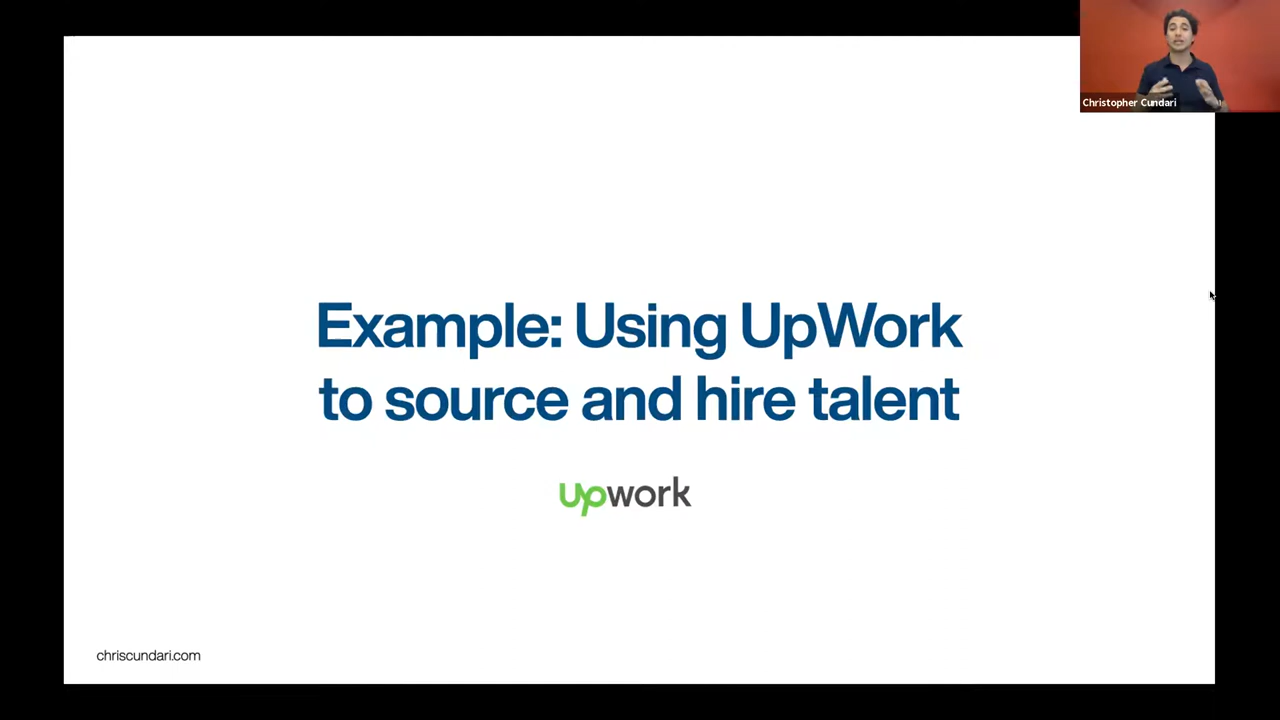 Christopher Cundari
Example: Using UpWork
to source and hire talent
upwork
chriscundari.com